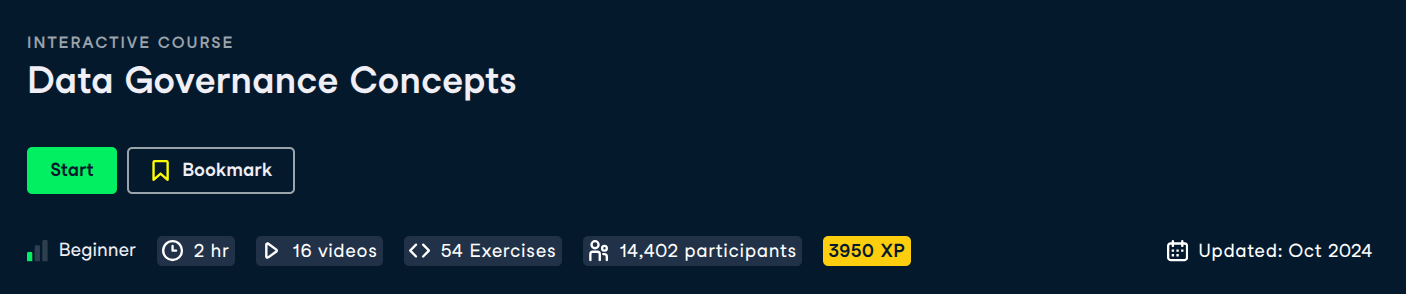 INTERACTIVE COURSE
Data Governance Concepts
Start Bookmark
Beginner 2 hr 16 videos 54 Exercises 14,402 participants 3950 XP Updated: Oct 2024